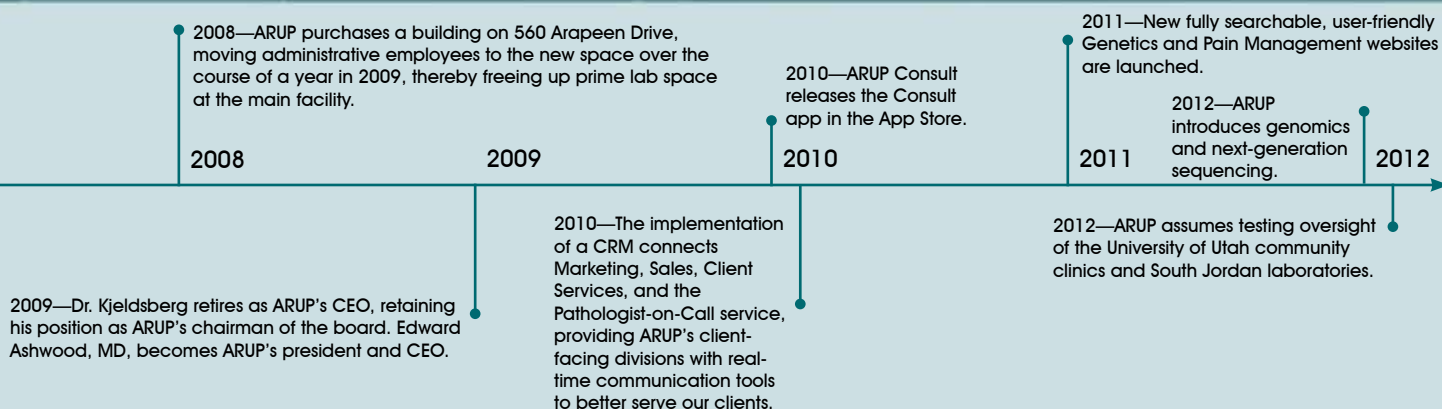 2008—ARUP purchases a building on 560 Arapeen Drive,
moving administrative employees to the new space over the
course of a year in 2009, thereby freeing up prime lab space
at the main facility.
2008
2009—Dr. Kjeldsberg retires as ARUP's CEO, retaining
his position as ARUP's chairman of the board. Edward
Ashwood, MD, becomes ARUP's president and CEO.
2009
2010—ARUP Consult
releases the Consult
app in the App Store.
2010
2010—The implementation
of a CRM connects
Marketing, Sales, Client
Services, and the
Pathologist-on-Call service,
providing ARUP's client-
facing divisions with real-
time communication tools
to better serve our clients.
2011—New fully searchable, user-friendly
Genetics and Pain Management websites
are launched.
2011
2012—ARUP
introduces genomics
and next-generation
sequencing.
2012
2012—ARUP assumes testing oversight
of the University of Utah community
clinics and South Jordan laboratories.